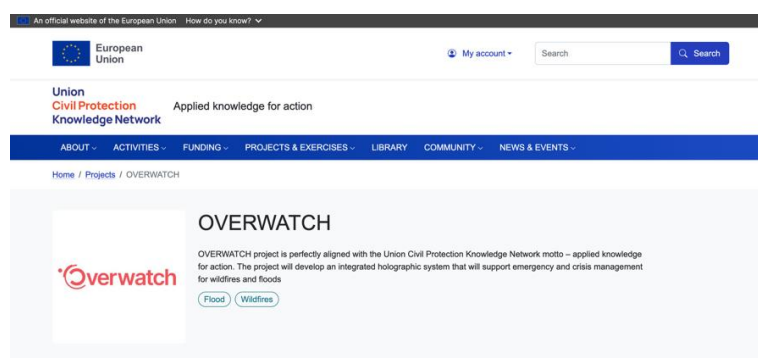 An official website of the European Union How do you know?
European
Union
My account
Search
Search
Union
Civil Protection
Knowledge Network
Applied knowledge for action
ABOUT ACTIVITIES FUNDING PROJECTS & EXERCISES LIBRARY COMMUNITY NEWS & EVENTS
Home / Projects / OVERWATCH
Overwatch
OVERWATCH
OVERWATCH project is perfectly aligned with the Union Civil Protection Knowledge Network motto – applied knowledge
for action. The project will develop an integrated holographic system that will support emergency and crisis management
for wildfires and floods
Flood Wildfires